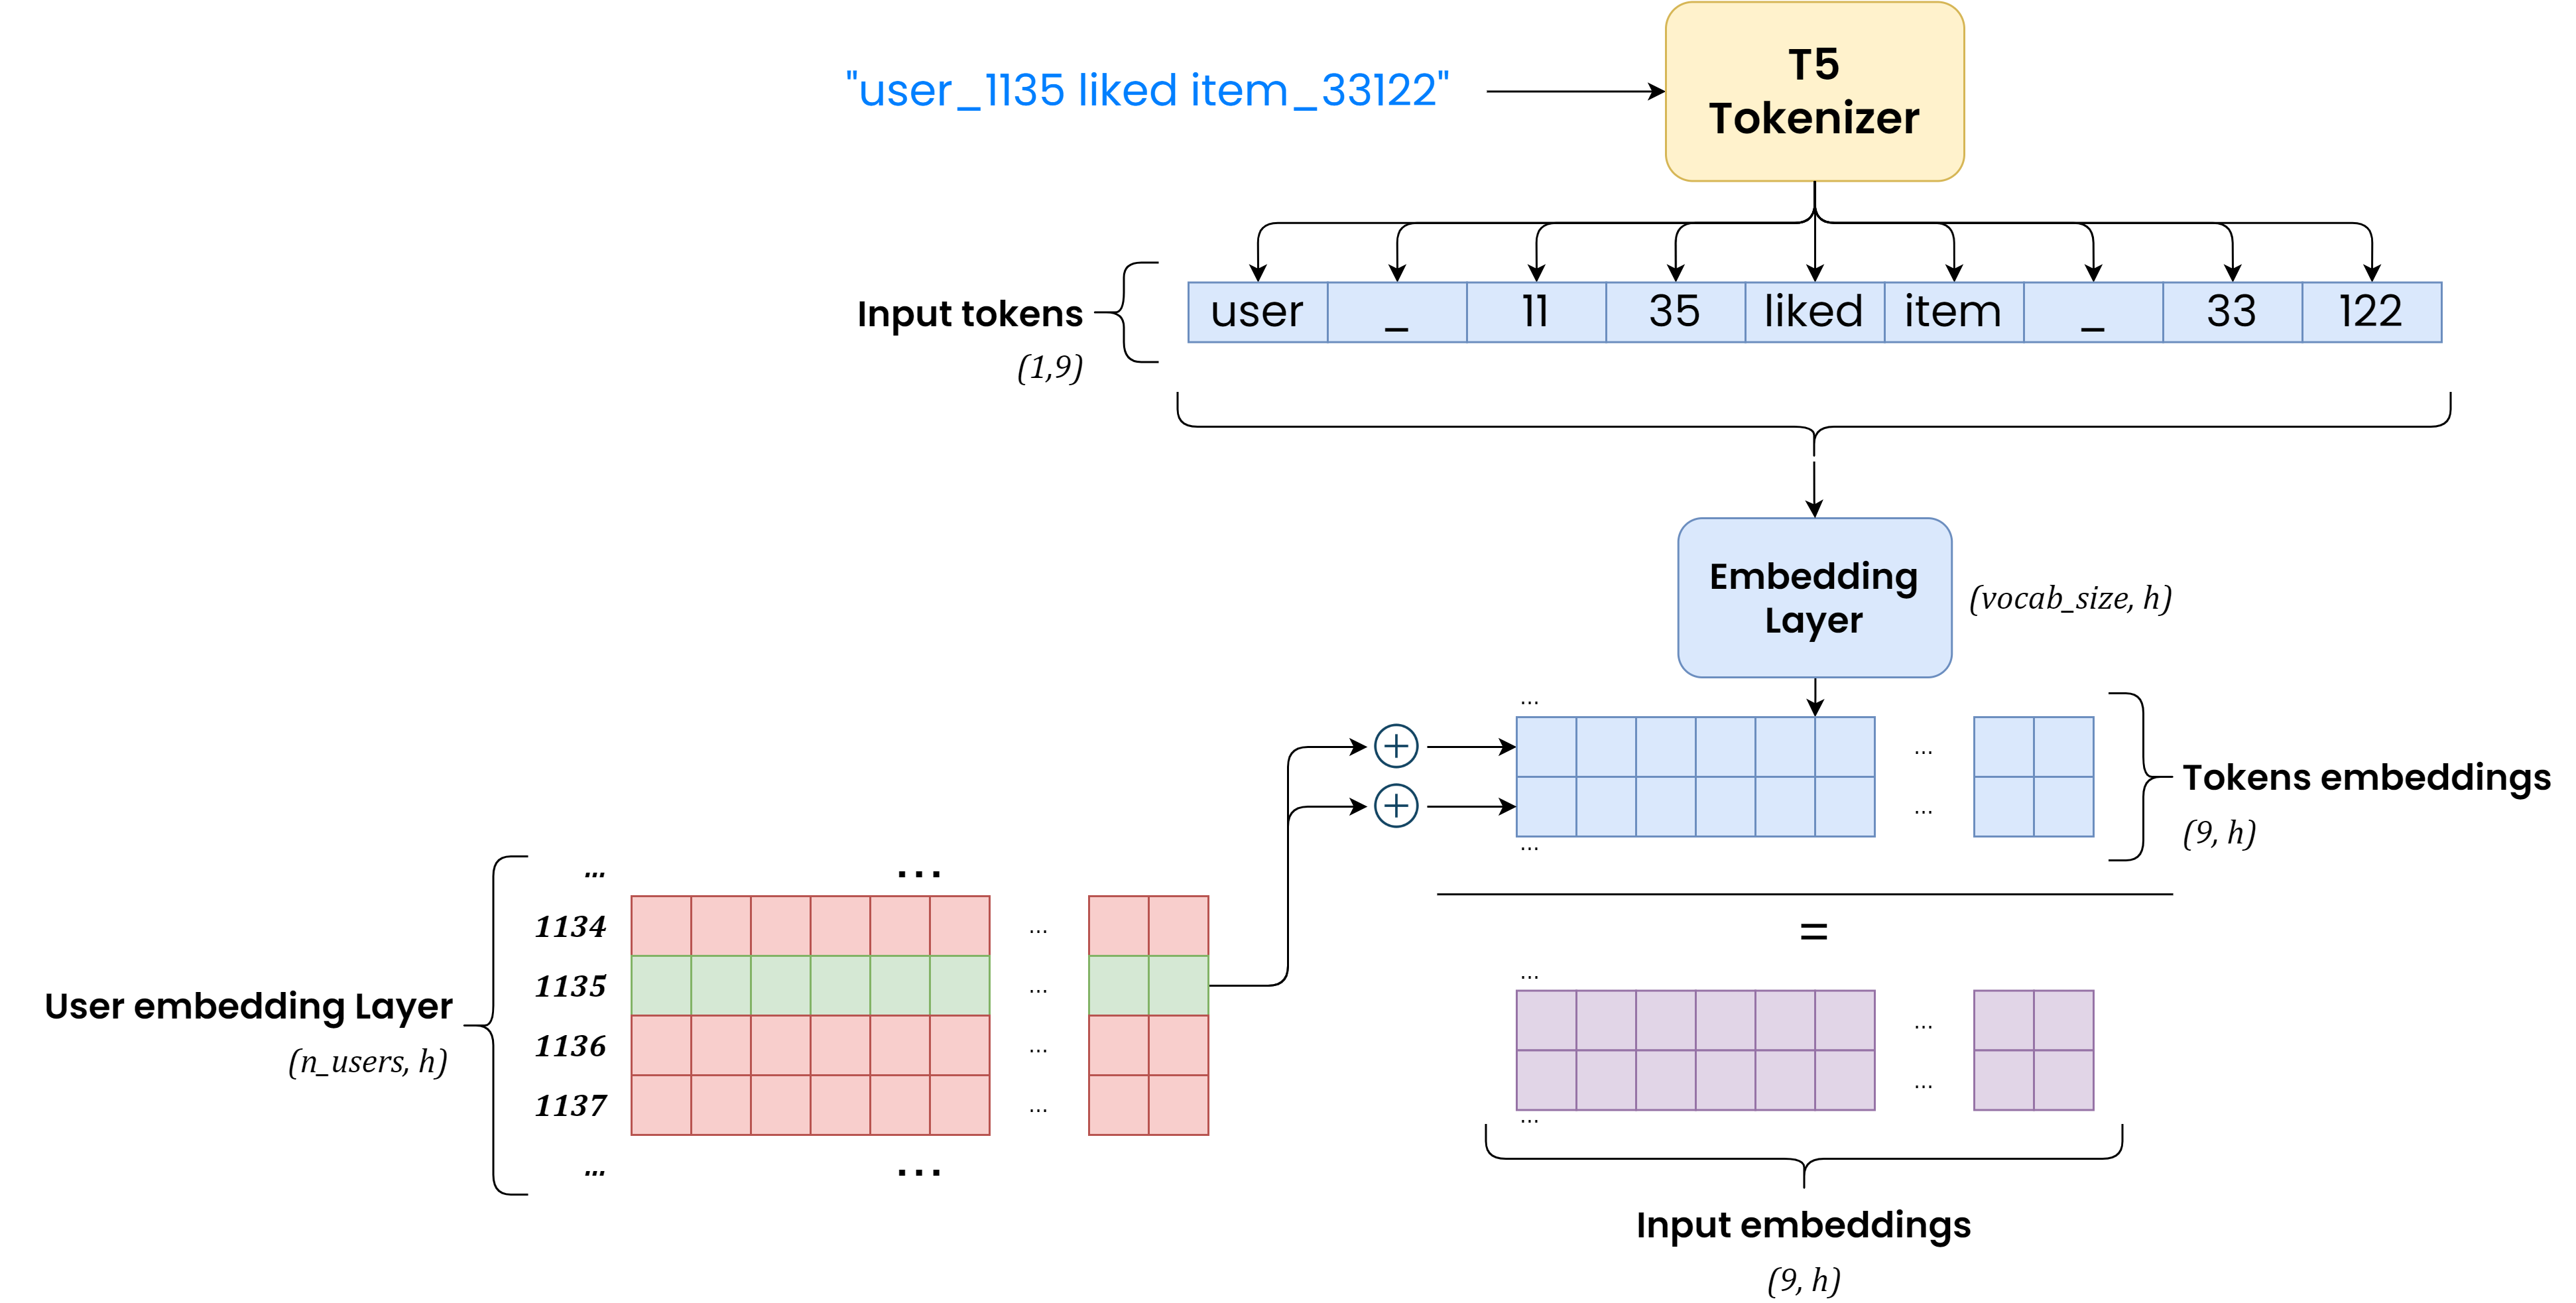 "user_1135 liked item_33122"
T5
Tokenizer
Input tokens
(1,9)
user _ 11 35 liked item _ 33 122
Embedding
Layer
(vocab_size, h)
...
...
...
...
Tokens embeddings
(9, h)
=
User embedding Layer
(n_users, h)
... ...
1134 ...
1135 ...
1136 ...
1137 ...
... ...
...
...
...
...
Input embeddings
(9, h)